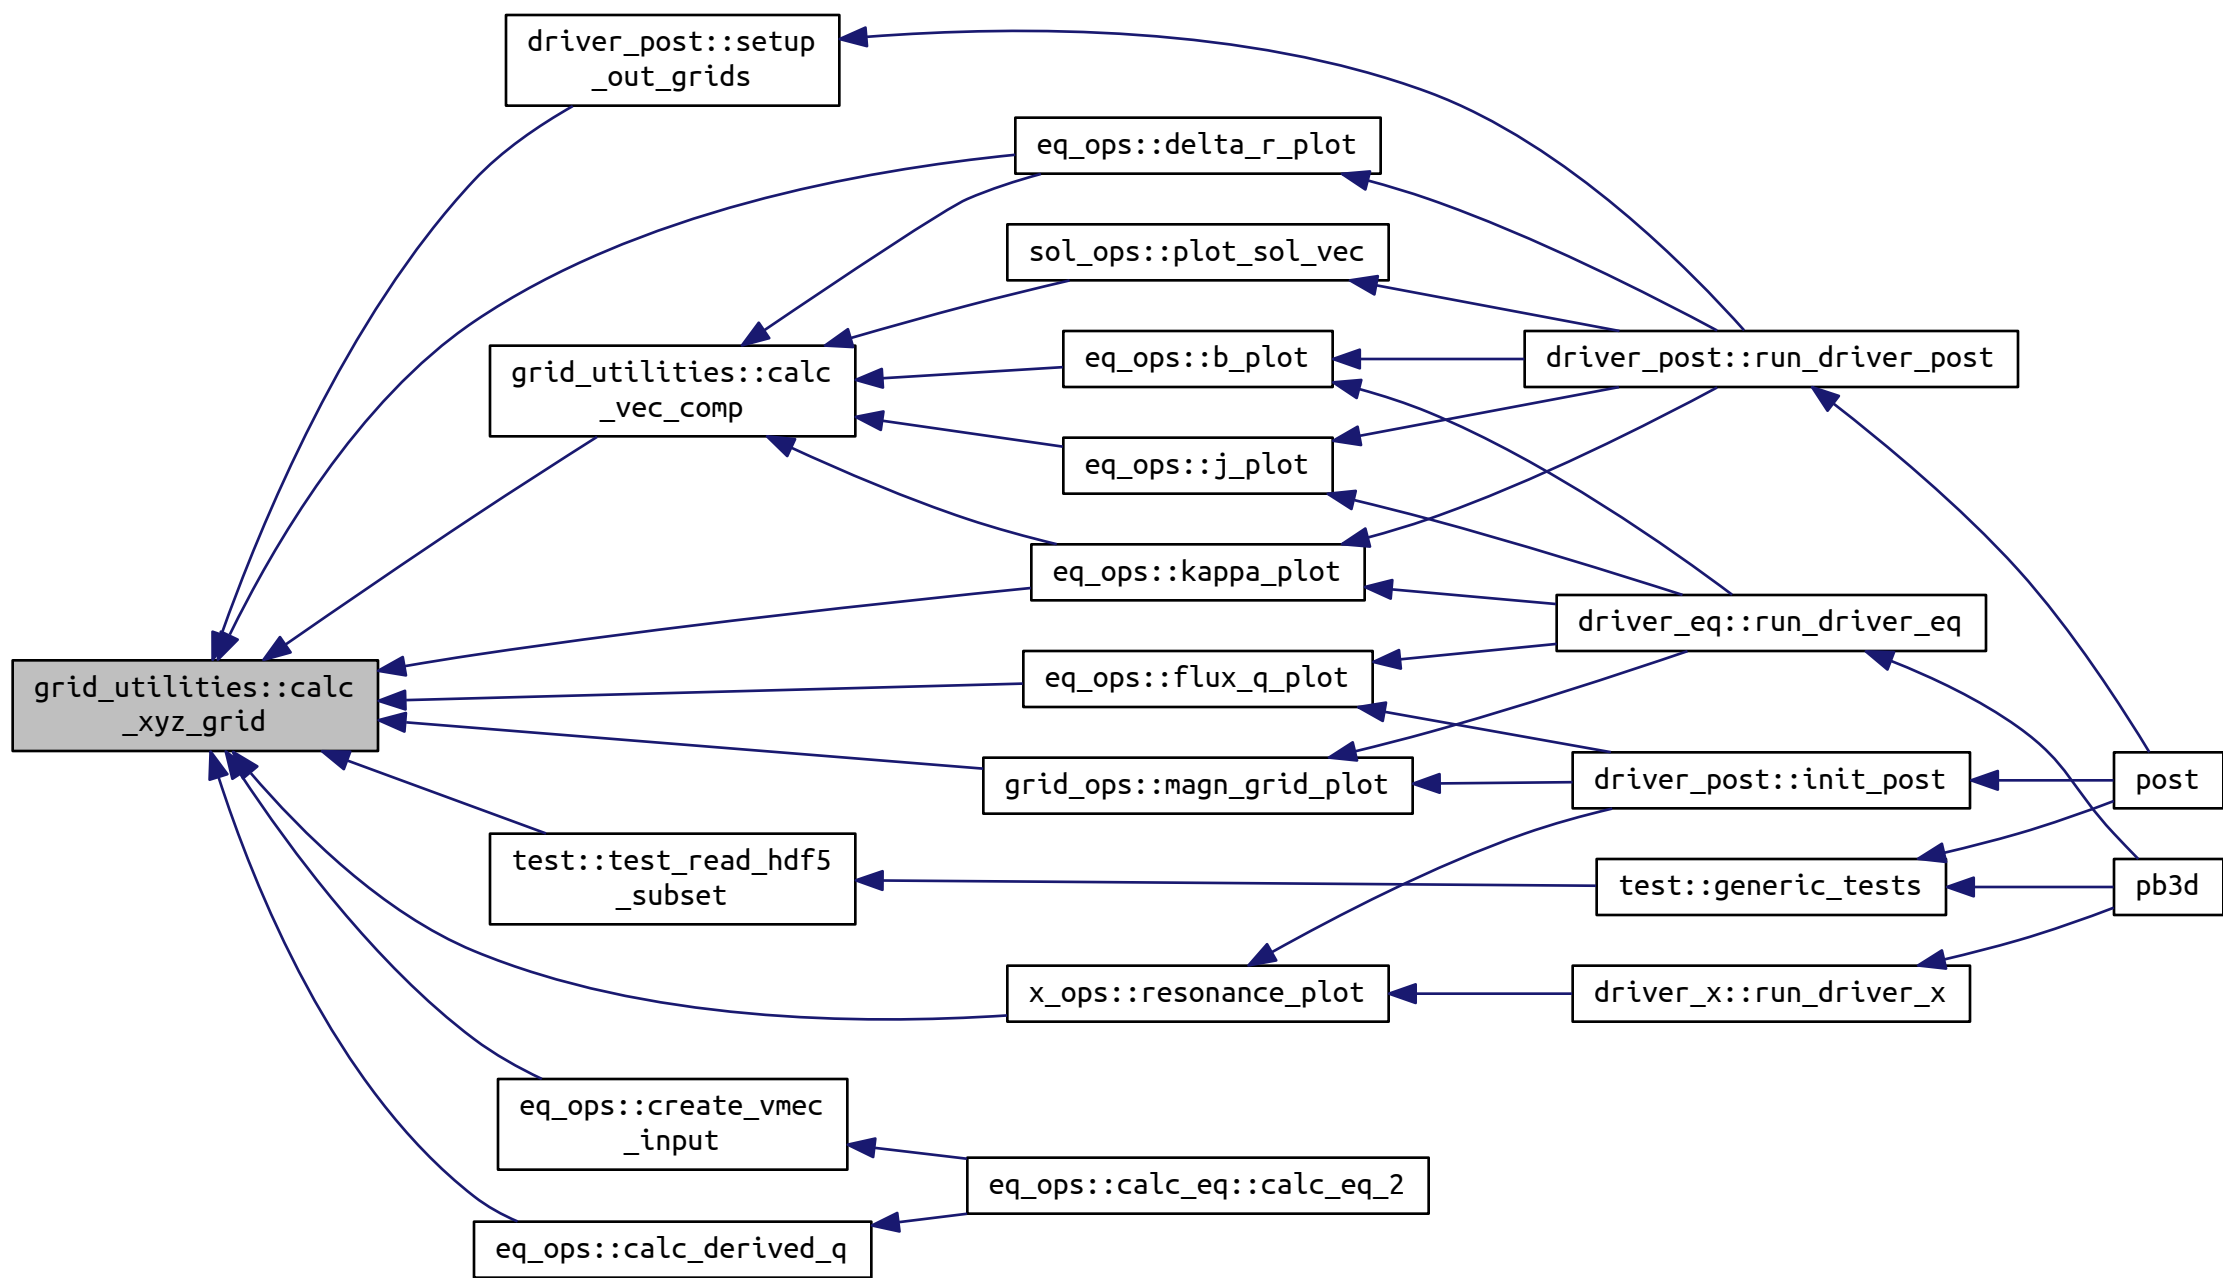 driver_post::setup
_out_grids
eq_ops::delta_r_plot
sol_ops::plot_sol_vec
grid_utilities::calc
_vec_comp
eq_ops::b_plot
driver_post::run_driver_post
eq_ops::j_plot
eq_ops::kappa_plot
driver_eq::run_driver_eq
grid_utilities::calc
_xyz_grid
eq_ops::flux_q_plot
grid_ops::magn_grid_plot
driver_post::init_post
post
test::test_read_hdf5
_subset
test::generic_tests
pb3d
x_ops::resonance_plot
driver_x::run_driver_x
eq_ops::create_vmec
_input
eq_ops::calc_eq::calc_eq_2
eq_ops::calc_derived_q